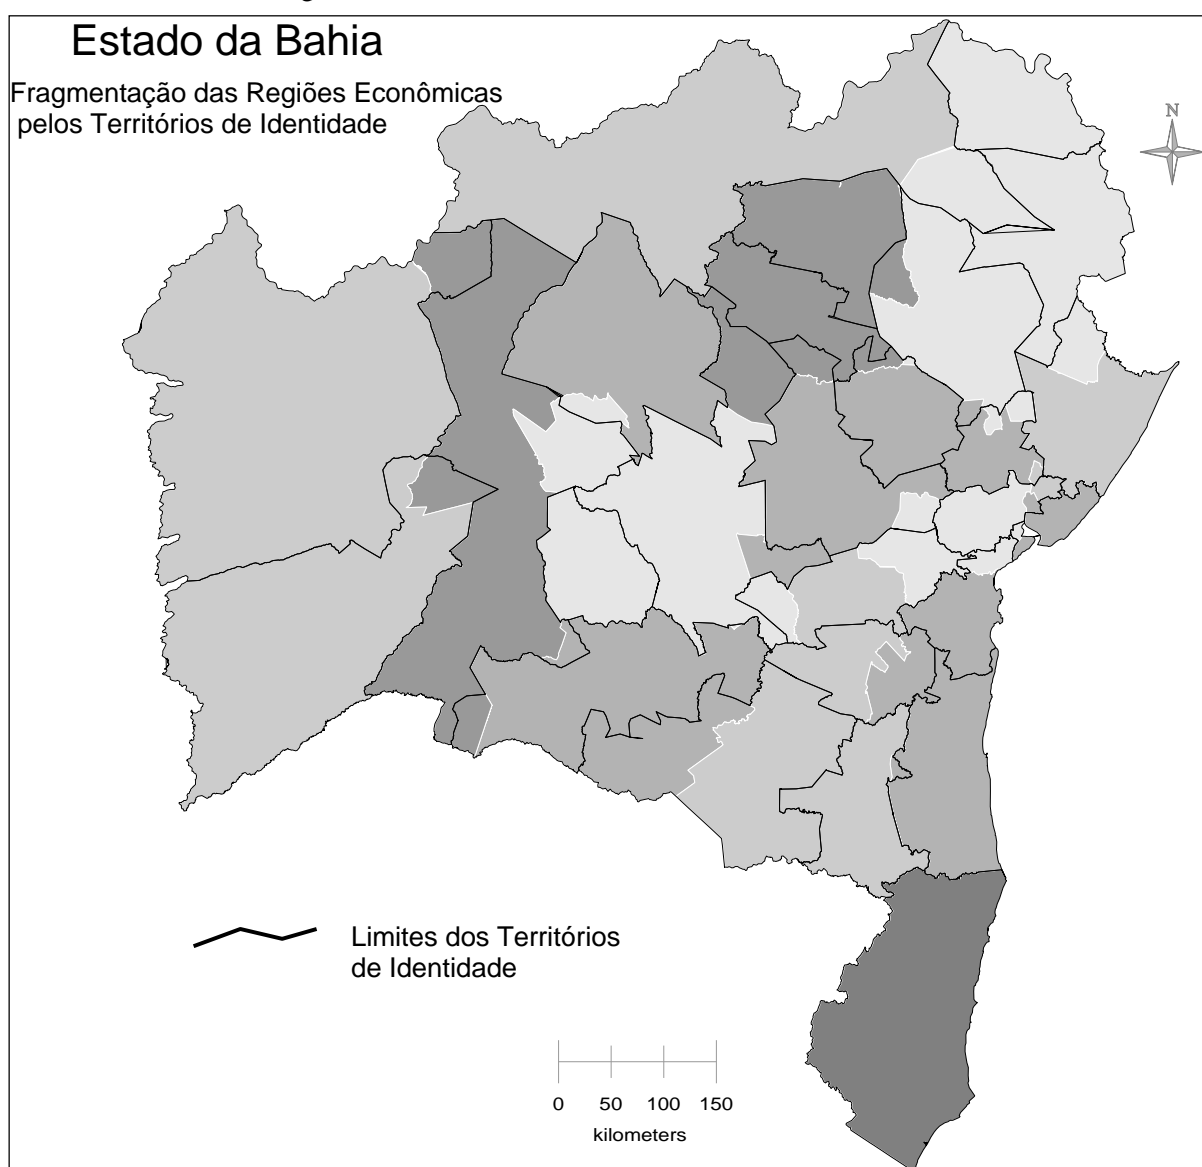 Estado da Bahia
Fragmentação das Regiões Econômicas
pelos Territórios de Identidade
N
Limites dos Territórios
de Identidade
0 50 100 150
kilometers